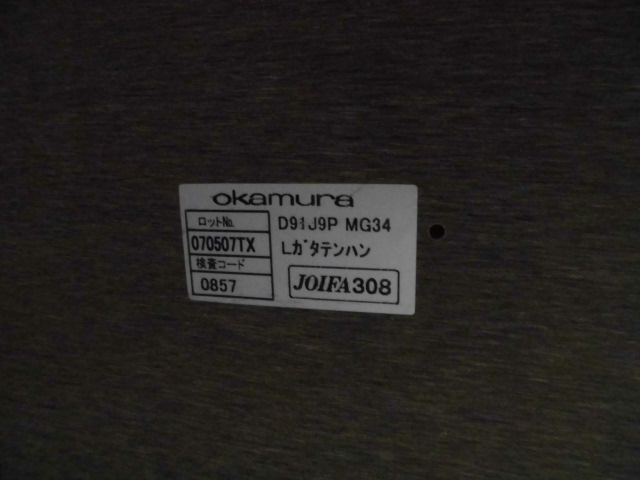 okamura
ロットNo.
D91J9P MG34
070507TX
Lガタテンハン
検査コード
0857
JOIFA308